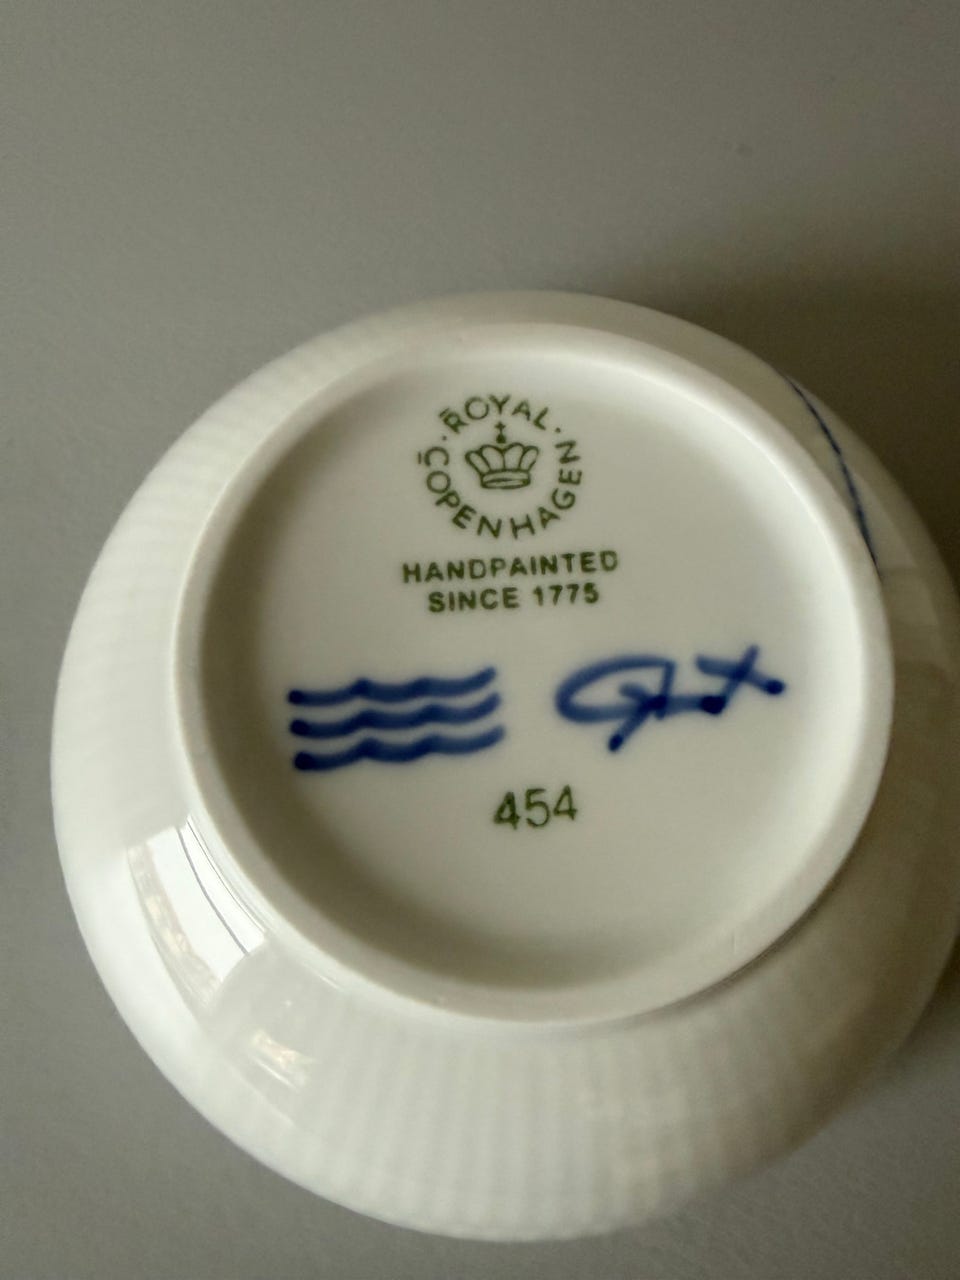 ROYAL
COPENHAGEN
HANDPAINTED
SINCE 1775
454